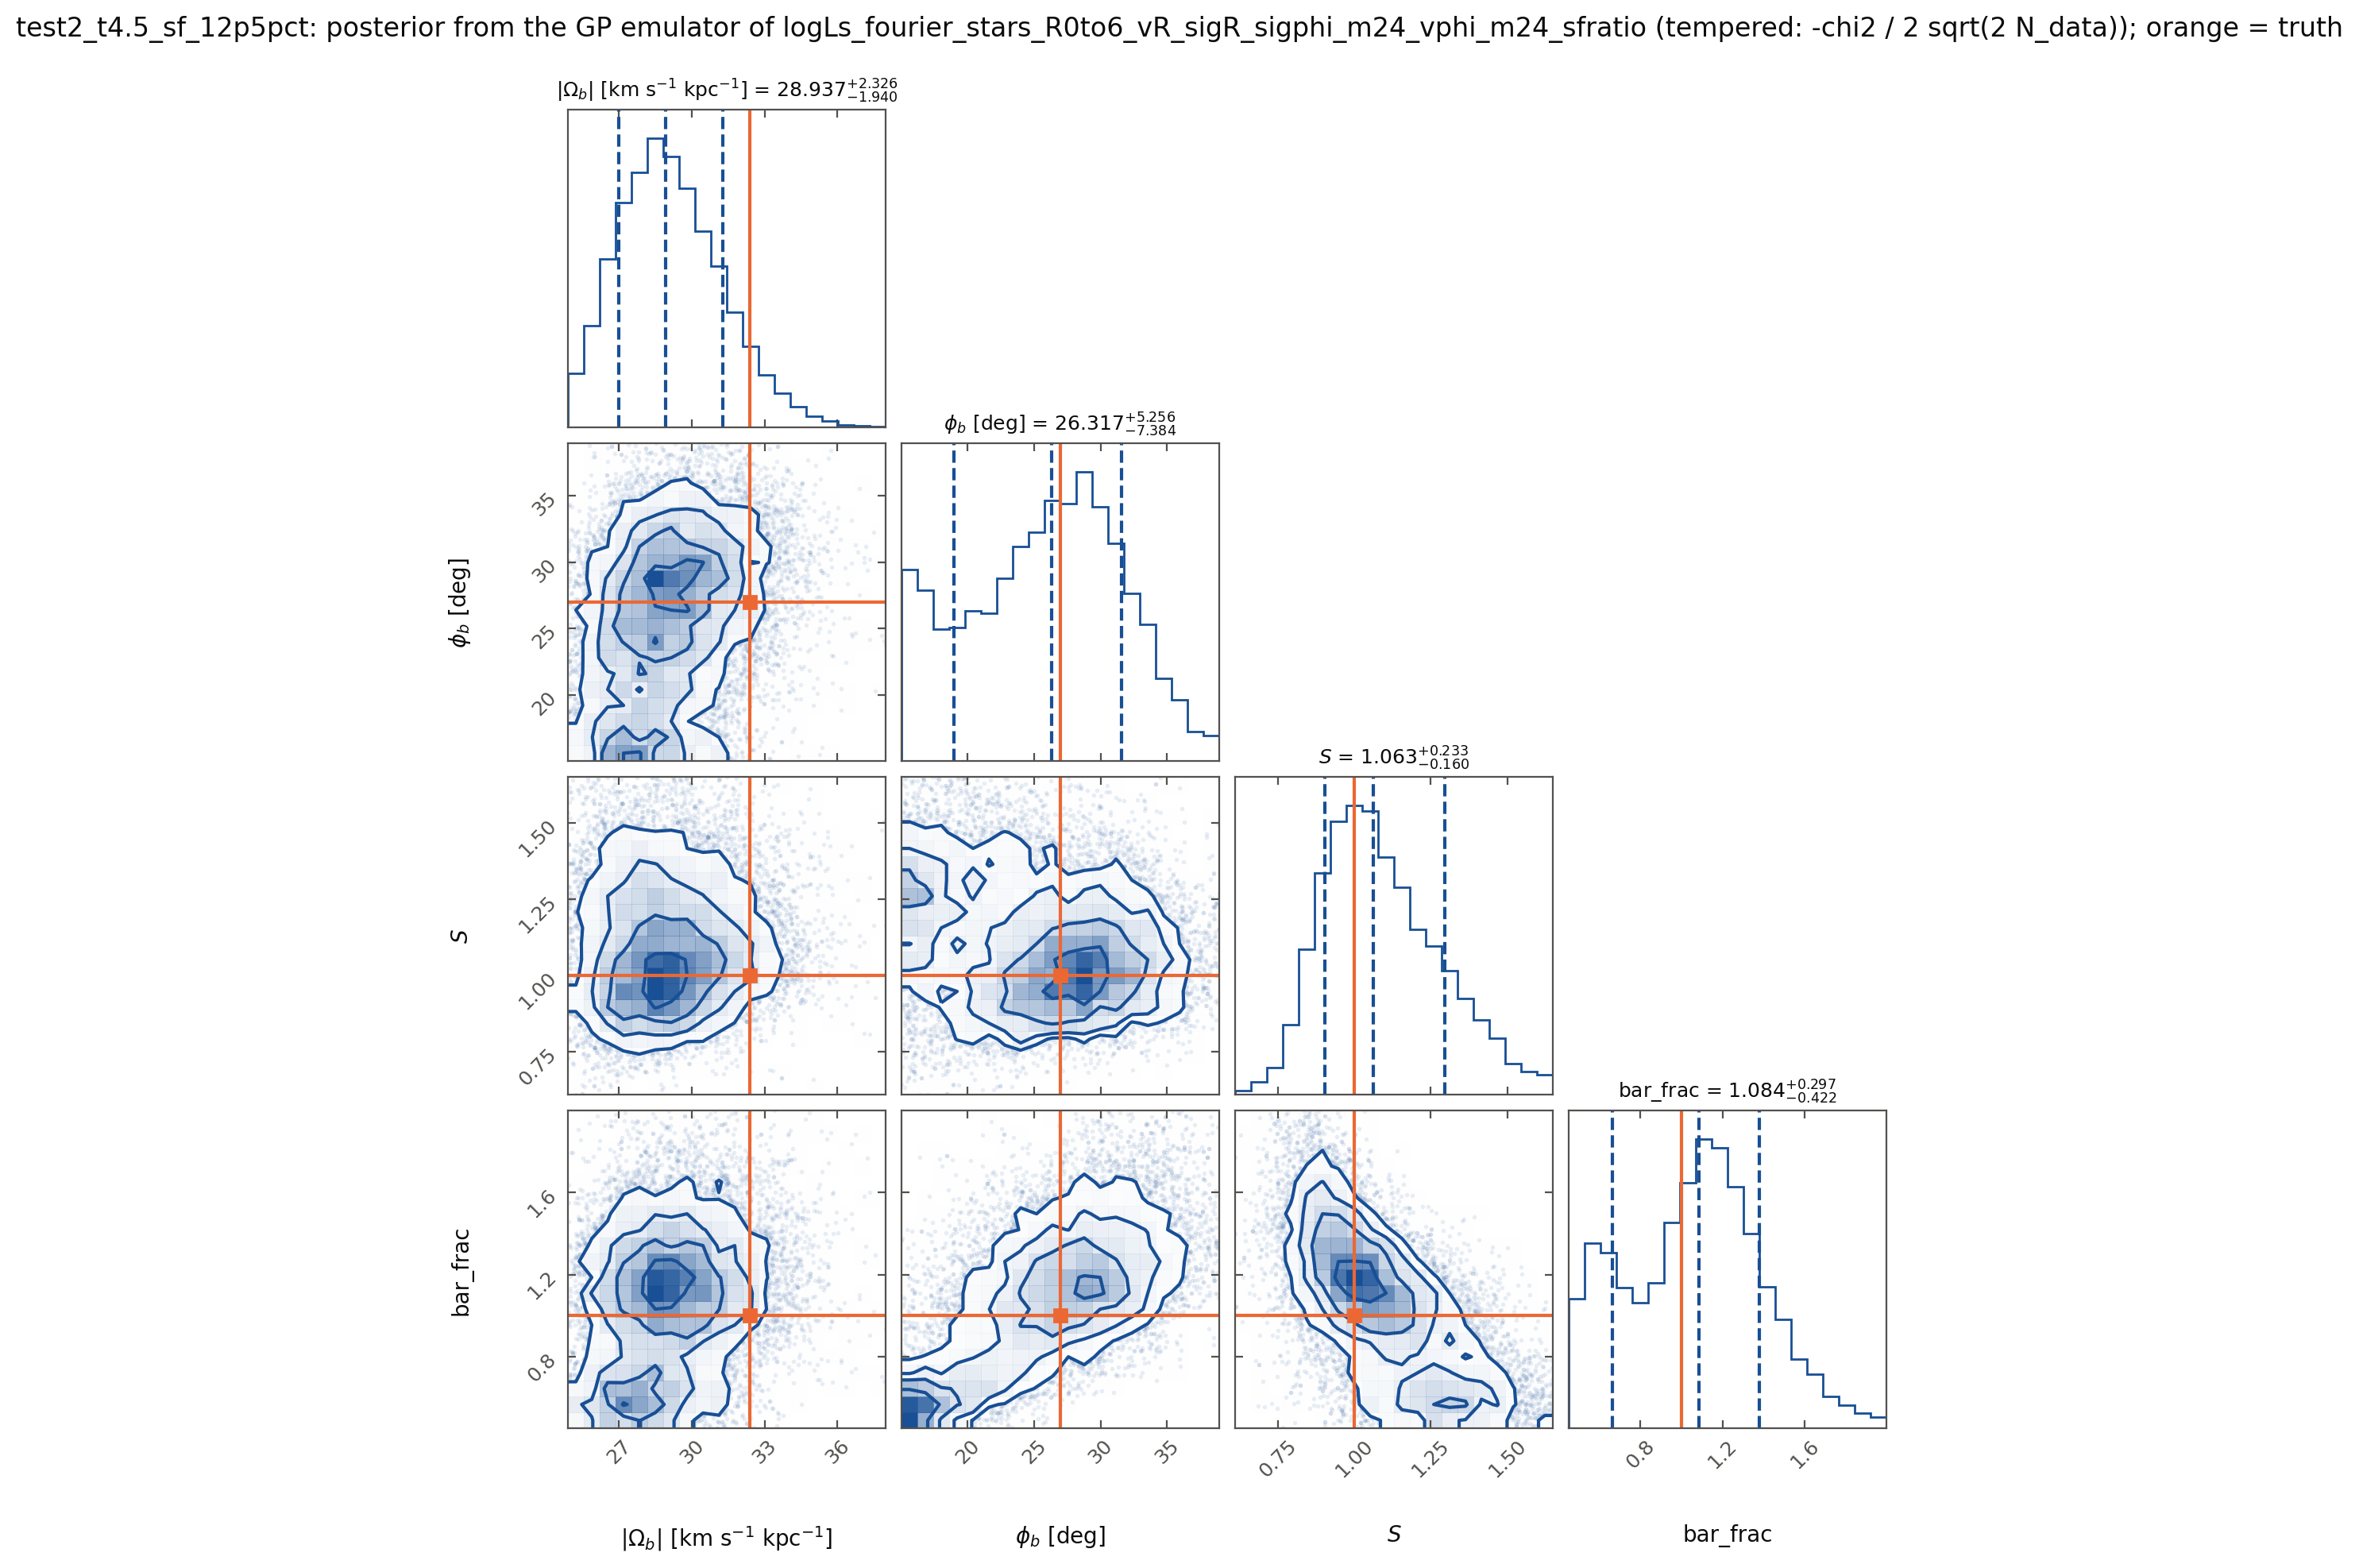 test2_t4.5_sf_12p5pct: posterior from the GP emulator of logLs_fourier_stars_R0to6_vR_sigR_sigphi_m24_vphi_m24_sfratio (tempered: -chi2 / 2 sqrt(2 N_data)); orange = truth
|Ω_b| [km s⁻¹ kpc⁻¹] = 28.937 +2.326 −1.940
ϕ_b [deg] = 26.317 +5.256 −7.384
35
30
25
20
ϕ_b [deg]
S = 1.063 +0.233 −0.160
1.50
1.25
1.00
0.75
S
bar_frac = 1.084 +0.297 −0.422
1.6
1.2
0.8
bar_frac
27 30 33 36 20 25 30 35 0.75 1.00 1.25 1.50 0.8 1.2 1.6
|Ω_b| [km s⁻¹ kpc⁻¹] ϕ_b [deg] S bar_frac